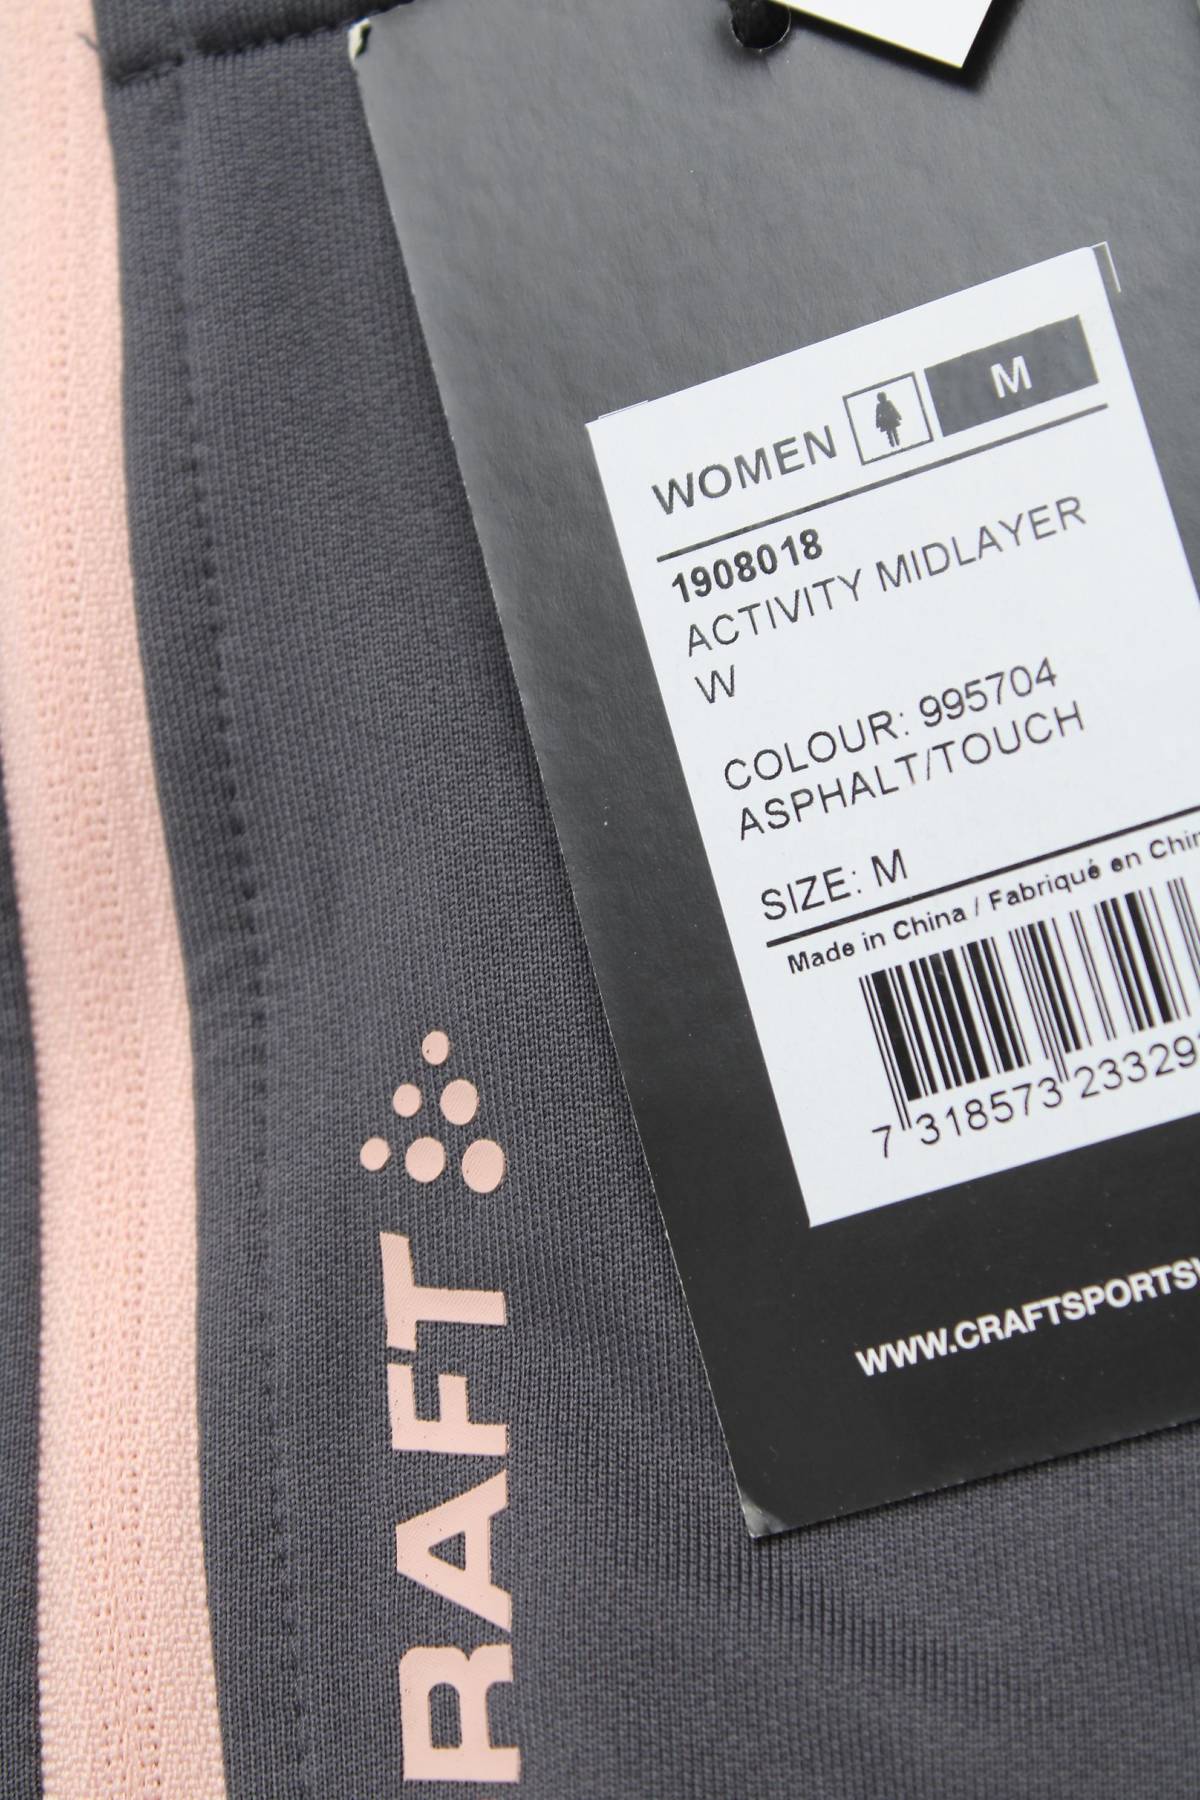 WOMEN M
1908018
ACTIVITY MIDLAYER
W
COLOUR: 995704
ASPHALT/TOUCH
SIZE: M
Made in China / Fabriqué en Chin
7 318573 23329
WWW.CRAFTSPORTSW
RAFT